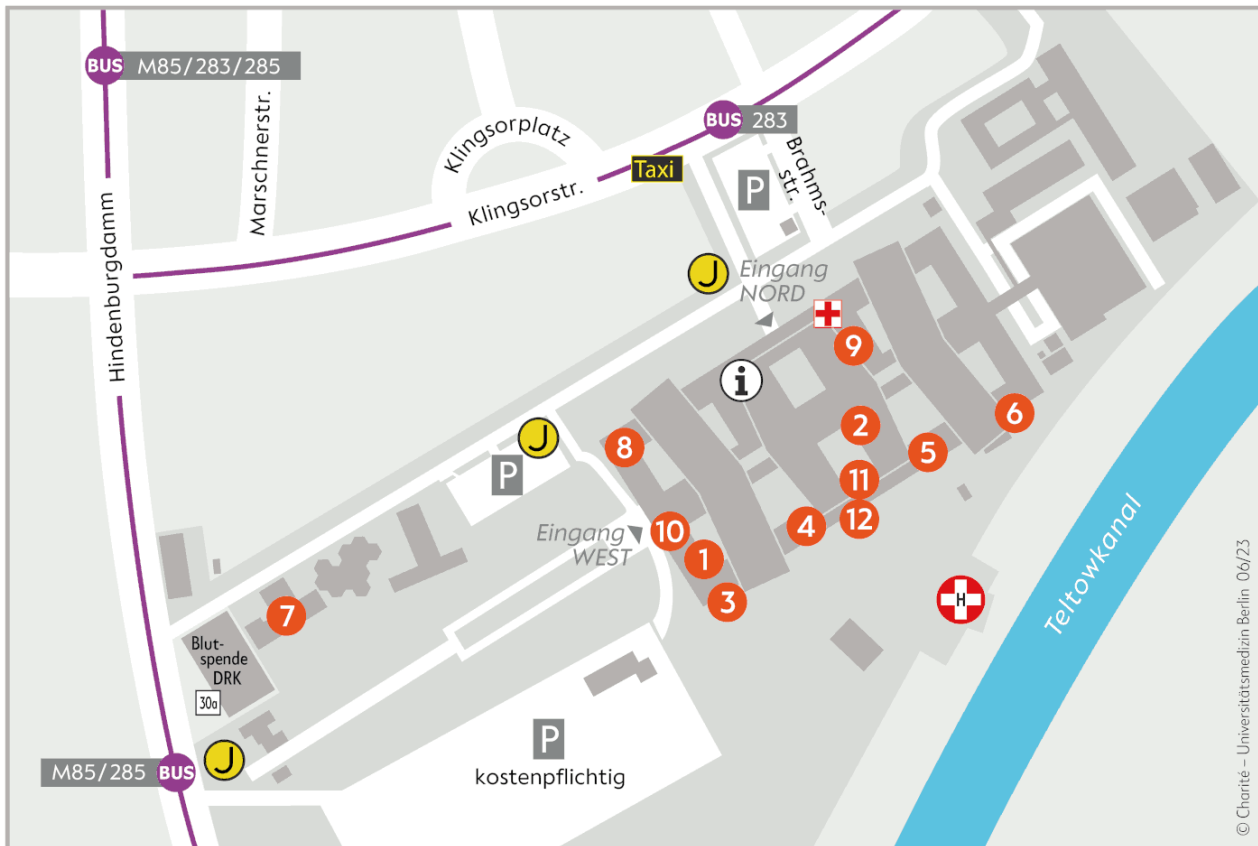 BUS M85/283/285
Marschnerstr.
Klingsorplatz
BUS 283
Taxi
Klingsorstr.
P
Brahms-
str.
Hindenburgdamm
J
Eingang
NORD
9
i
6
8
2
J
5
P
11
Eingang
WEST
10
4
12
1
3
H
7
Teltowkanal
Blut-
spende
DRK
30a
P
kostenpflichtig
M85/285 BUS
J
© Charité – Universitätsmedizin Berlin 06/23